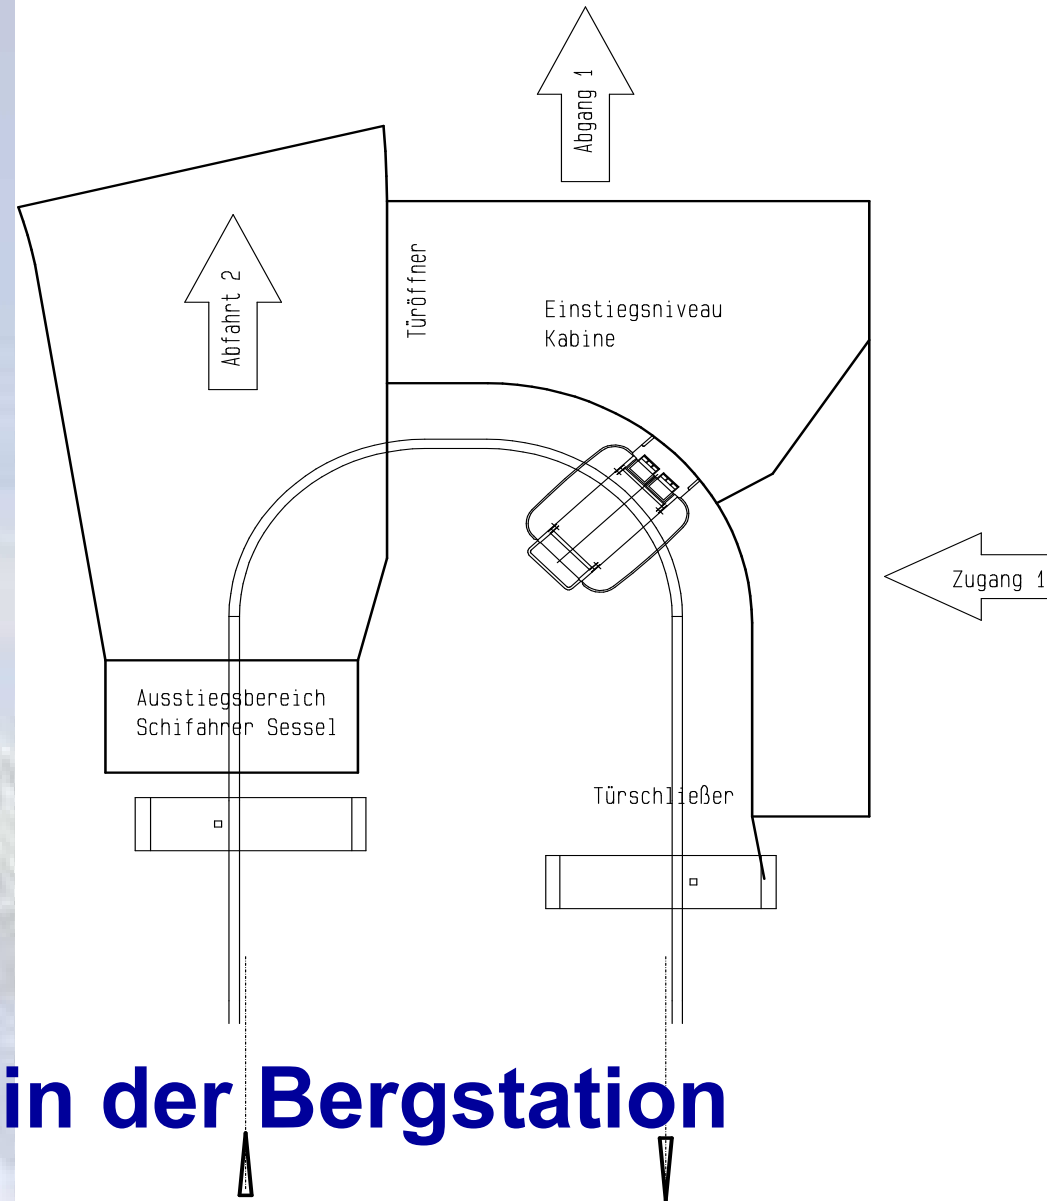 Abgang 1
Abfahrt 2
Türöffner
Einstiegsniveau
Kabine
Zugang 1
Ausstiegsbereich
Schifahrer Sessel
Türschließer
in der Bergstation